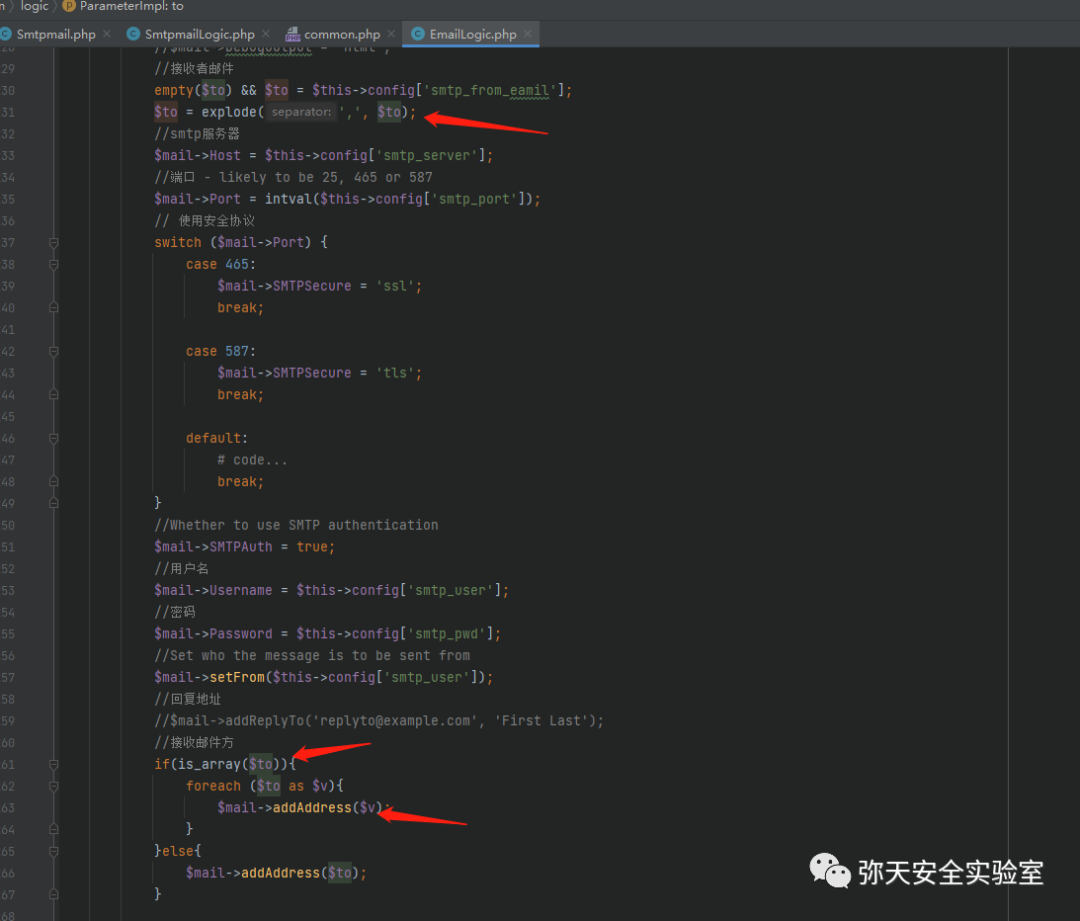 logic ParameterImpl: to
Smtpmail.php × SmtpmailLogic.php × common.php × EmailLogic.php ×
29 //接收者邮件
30 empty($to) && $to = $this->config['smtp_from_eamil'];
31 $to = explode( separator: ',', $to);
32 //smtp服务器
33 $mail->Host = $this->config['smtp_server'];
34 //端口 - likely to be 25, 465 or 587
35 $mail->Port = intval($this->config['smtp_port']);
36 // 使用安全协议
37 switch ($mail->Port) {
38 case 465:
39 $mail->SMTPSecure = 'ssl';
40 break;
41
42 case 587:
43 $mail->SMTPSecure = 'tls';
44 break;
45
46 default:
47 # code...
48 break;
49 }
50 //Whether to use SMTP authentication
51 $mail->SMTPAuth = true;
52 //用户名
53 $mail->Username = $this->config['smtp_user'];
54 //密码
55 $mail->Password = $this->config['smtp_pwd'];
56 //Set who the message is to be sent from
57 $mail->setFrom($this->config['smtp_user']);
58 //回复地址
59 //$mail->addReplyTo('replyto@example.com', 'First Last');
60 //接收邮件方
61 if(is_array($to)){
62 foreach ($to as $v){
63 $mail->addAddress($v);
64 }
65 }else{
66 $mail->addAddress($to);
67 }
68
弥天安全实验室